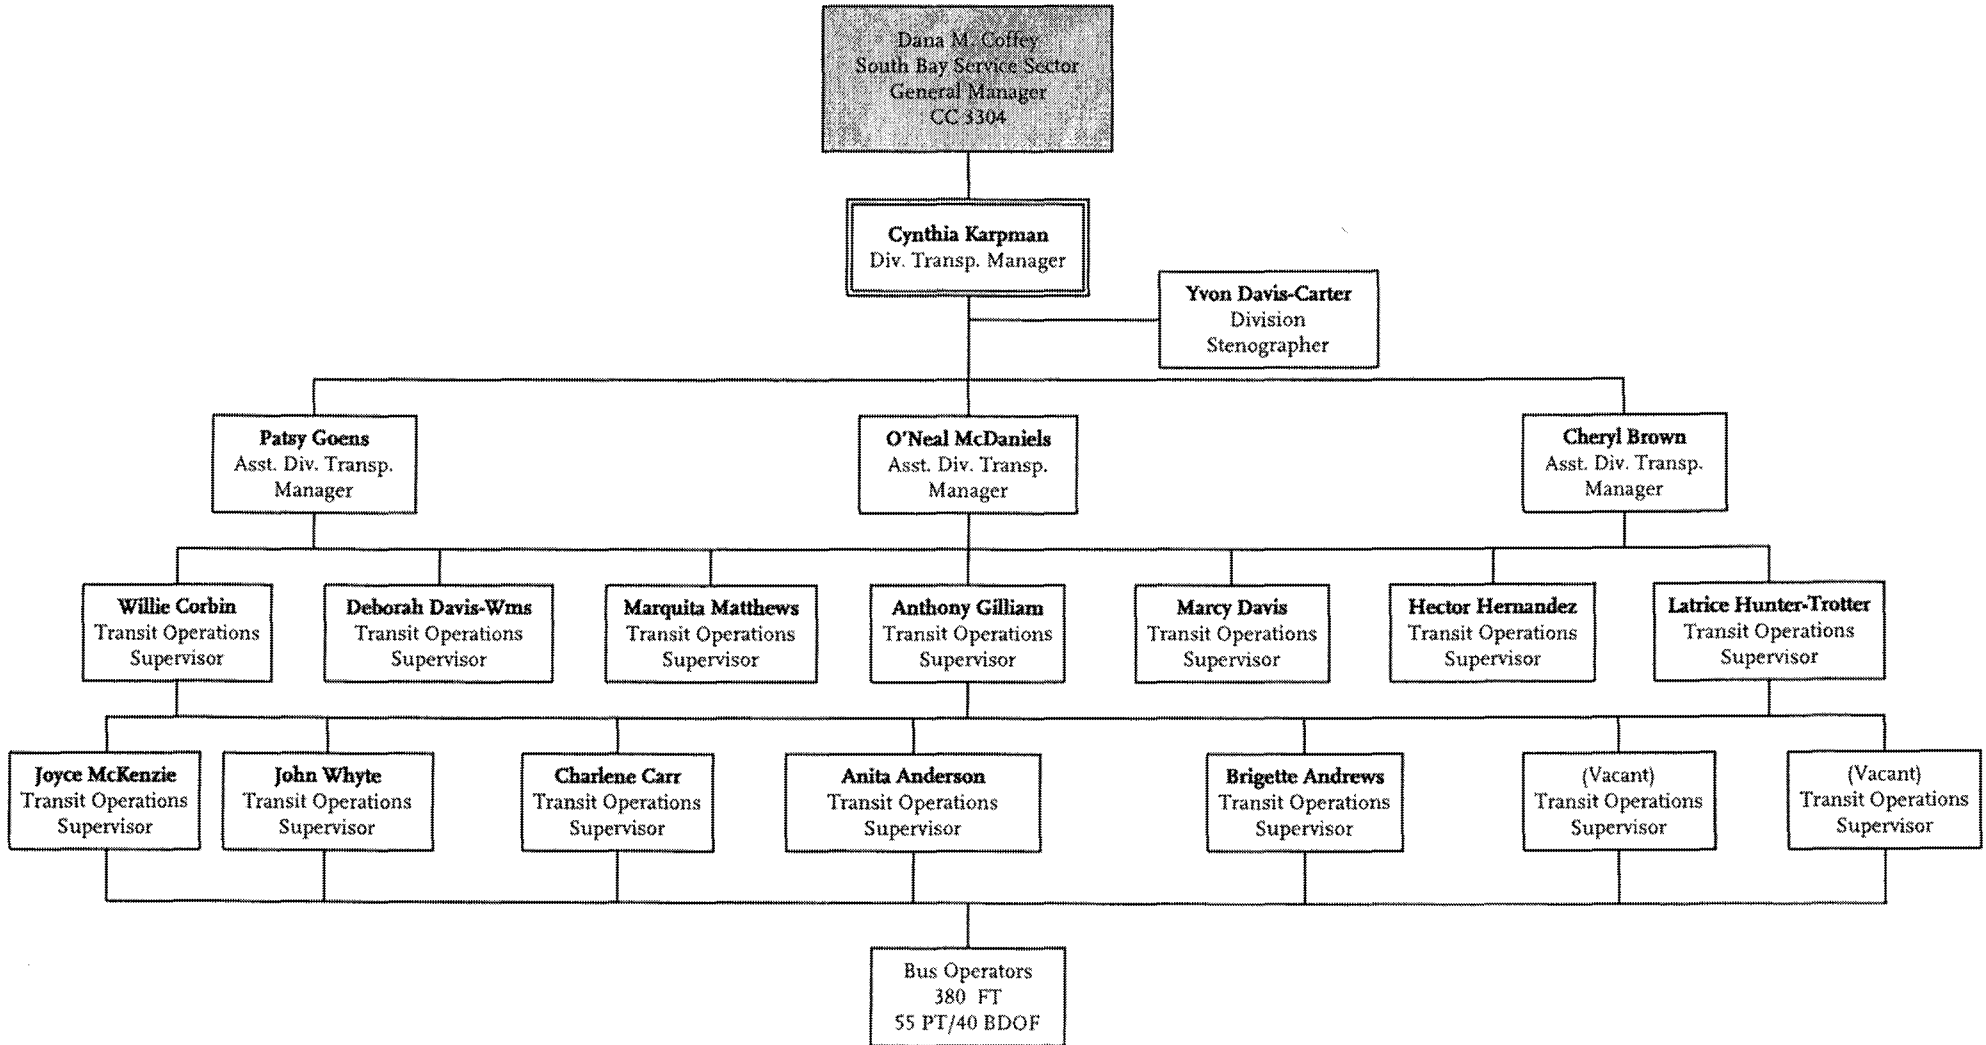 Dana M. Coffey
South Bay Service Sector
General Manager
CC 3304
Cynthia Karpman
Div. Transp. Manager
Yvon Davis-Carter
Division
Stenographer
Patsy Goens
Asst. Div. Transp.
Manager
O'Neal McDaniels
Asst. Div. Transp.
Manager
Cheryl Brown
Asst. Div. Transp.
Manager
Willie Corbin
Transit Operations
Supervisor
Deborah Davis-Wms
Transit Operations
Supervisor
Marquita Matthews
Transit Operations
Supervisor
Anthony Gilliam
Transit Operations
Supervisor
Marcy Davis
Transit Operations
Supervisor
Hector Hernandez
Transit Operations
Supervisor
Latrice Hunter-Trotter
Transit Operations
Supervisor
Joyce McKenzie
Transit Operations
Supervisor
John Whyte
Transit Operations
Supervisor
Charlene Carr
Transit Operations
Supervisor
Anita Anderson
Transit Operations
Supervisor
Brigette Andrews
Transit Operations
Supervisor
(Vacant)
Transit Operations
Supervisor
(Vacant)
Transit Operations
Supervisor
Bus Operators
380 FT
55 PT/40 BDOF